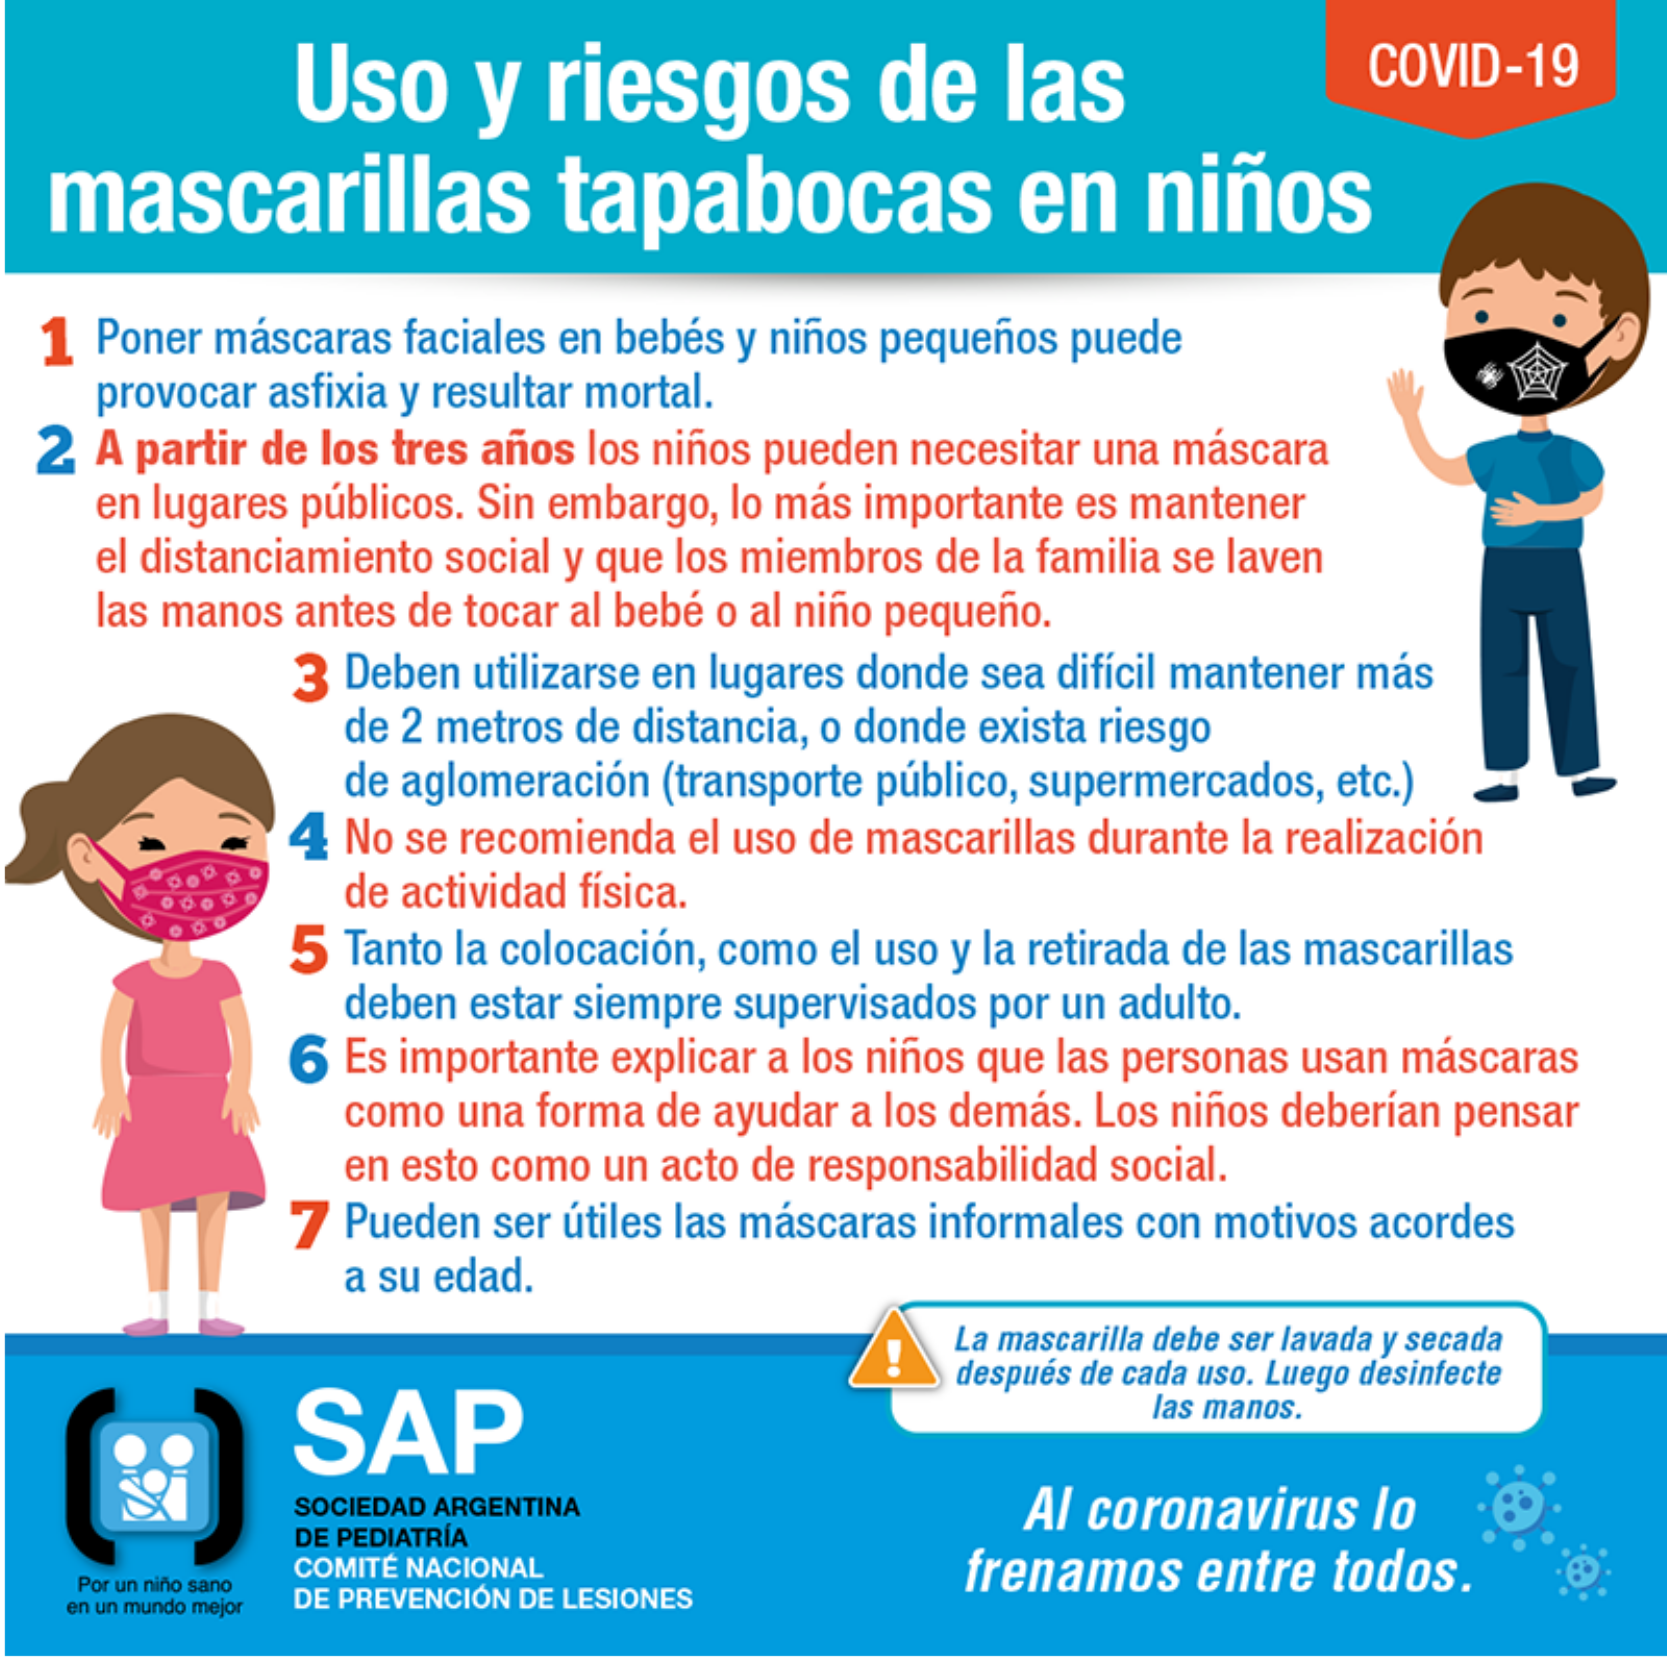 COVID-19
Uso y riesgos de las
mascarillas tapabocas en niños
1 Poner máscaras faciales en bebés y niños pequeños puede
provocar asfixia y resultar mortal.
2 A partir de los tres años los niños pueden necesitar una máscara
en lugares públicos. Sin embargo, lo más importante es mantener
el distanciamiento social y que los miembros de la familia se laven
las manos antes de tocar al bebé o al niño pequeño.
3 Deben utilizarse en lugares donde sea difícil mantener más
de 2 metros de distancia, o donde exista riesgo
de aglomeración (transporte público, supermercados, etc.)
4 No se recomienda el uso de mascarillas durante la realización
de actividad física.
5 Tanto la colocación, como el uso y la retirada de las mascarillas
deben estar siempre supervisados por un adulto.
6 Es importante explicar a los niños que las personas usan máscaras
como una forma de ayudar a los demás. Los niños deberían pensar
en esto como un acto de responsabilidad social.
7 Pueden ser útiles las máscaras informales con motivos acordes
a su edad.
La mascarilla debe ser lavada y secada
después de cada uso. Luego desinfecte
las manos.
SAP
SOCIEDAD ARGENTINA
DE PEDIATRÍA
COMITÉ NACIONAL
DE PREVENCIÓN DE LESIONES
Por un niño sano
en un mundo mejor
Al coronavirus lo
frenamos entre todos.